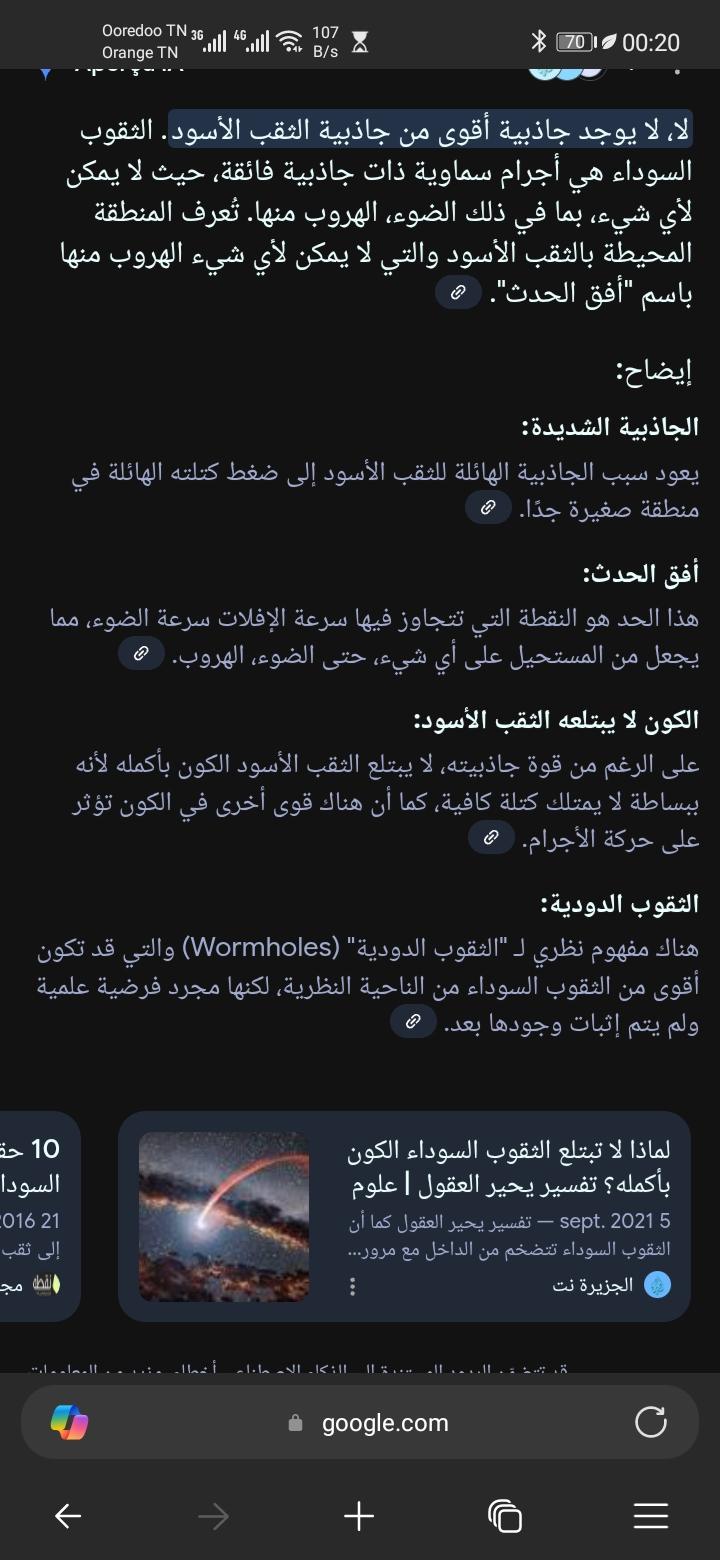 Ooredoo TN
Orange TN
3G
4G
107
B/s
70
00:20
لا، لا يوجد جاذبية أقوى من جاذبية الثقب الأسود. الثقوب
السوداء هي أجرام سماوية ذات جاذبية فائقة، حيث لا يمكن
لأي شيء، بما في ذلك الضوء، الهروب منها. تُعرف المنطقة
المحيطة بالثقب الأسود والتي لا يمكن لأي شيء الهروب منها
باسم "أفق الحدث".
إيضاح:
الجاذبية الشديدة:
يعود سبب الجاذبية الهائلة للثقب الأسود إلى ضغط كتلته الهائلة في
منطقة صغيرة جدًا.
أفق الحدث:
هذا الحد هو النقطة التي تتجاوز فيها سرعة الإفلات سرعة الضوء، مما
يجعل من المستحيل على أي شيء، حتى الضوء، الهروب.
الكون لا يبتلعه الثقب الأسود:
على الرغم من قوة جاذبيته، لا يبتلع الثقب الأسود الكون بأكمله لأنه
ببساطة لا يمتلك كتلة كافية، كما أن هناك قوى أخرى في الكون تؤثر
على حركة الأجرام.
الثقوب الدودية:
هناك مفهوم نظري لـ "الثقوب الدودية" (Wormholes) والتي قد تكون
أقوى من الثقوب السوداء من الناحية النظرية، لكنها مجرد فرضية علمية
ولم يتم إثبات وجودها بعد.
لماذا لا تبتلع الثقوب السوداء الكون
بأكمله؟ تفسير يحير العقول | علوم
5 sept. 2021 — تفسير يحير العقول كما أن
الثقوب السوداء تتضخم من الداخل مع مرور...
الجزيرة نت
10
21 2016
إلى ثقب
نقطة
google.com